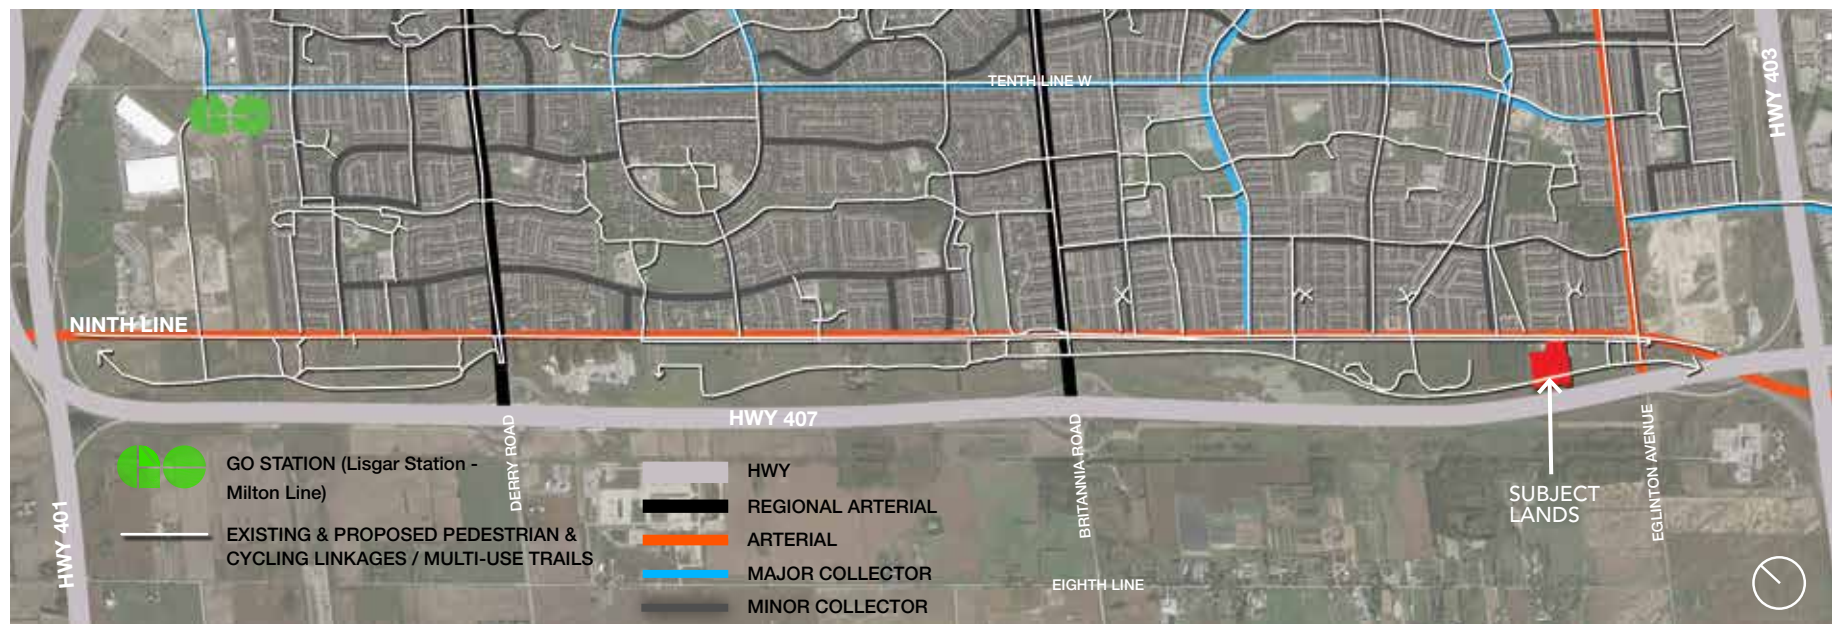 TENTH LINE W
HWY 403
NINTH LINE
HWY 407
HWY 401
DERRY ROAD
BRITANNIA ROAD
EGLINTON AVENUE
SUBJECT
LANDS
EIGHTH LINE
GO STATION (Lisgar Station -
Milton Line)
EXISTING & PROPOSED PEDESTRIAN &
CYCLING LINKAGES / MULTI-USE TRAILS
HWY
REGIONAL ARTERIAL
ARTERIAL
MAJOR COLLECTOR
MINOR COLLECTOR